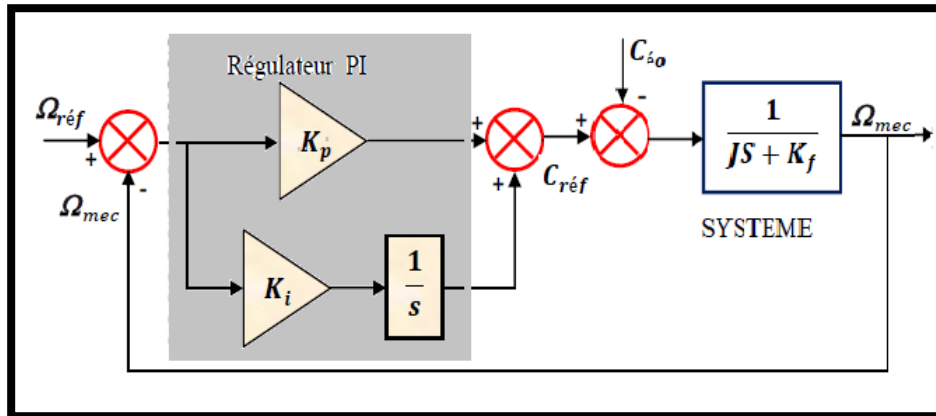 Régulateur PI
Ω_réf
+
-
Ω_mec
K_p
K_i
1/s
+
+
C_réf
+
-
1/(JS + K_f)
SYSTEME
Ω_mec